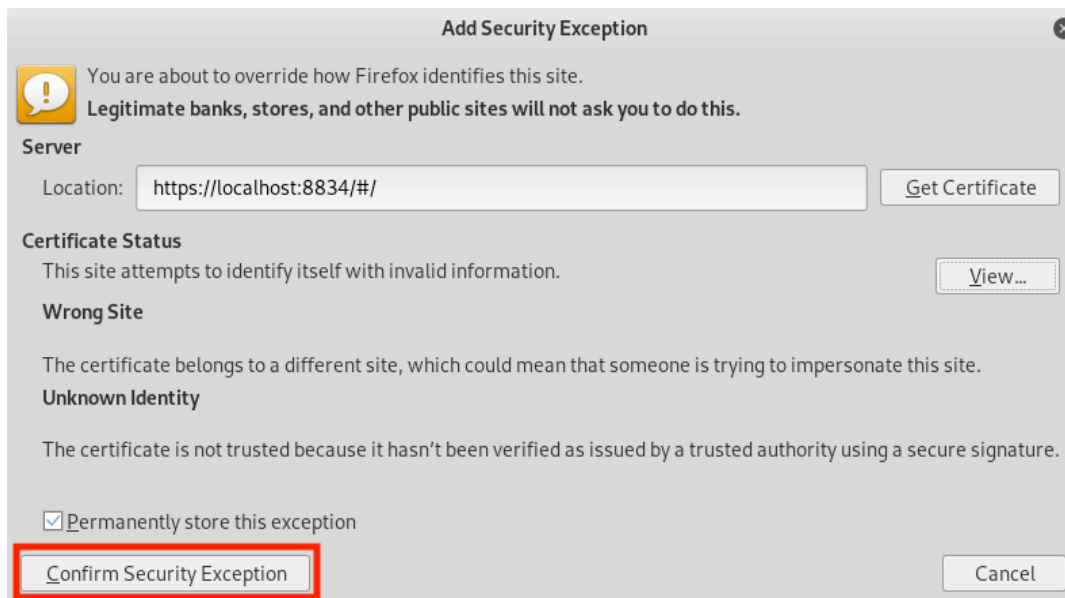 Add Security Exception
You are about to override how Firefox identifies this site.
Legitimate banks, stores, and other public sites will not ask you to do this.
Server
Location: https://localhost:8834/#/ Get Certificate
Certificate Status
This site attempts to identify itself with invalid information.
View...
Wrong Site
The certificate belongs to a different site, which could mean that someone is trying to impersonate this site.
Unknown Identity
The certificate is not trusted because it hasn't been verified as issued by a trusted authority using a secure signature.
Permanently store this exception
Confirm Security Exception Cancel